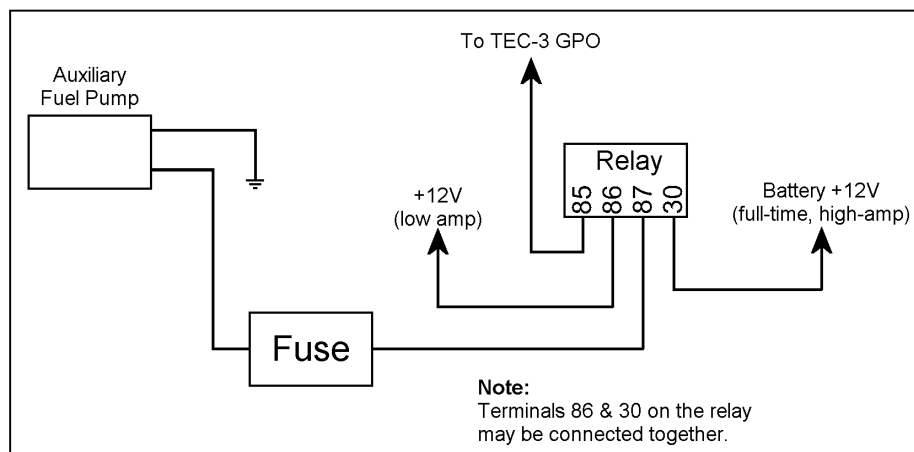 To TEC-3 GPO
Auxiliary
Fuel Pump
Relay
85
86
87
30
+12V
(low amp)
Battery +12V
(full-time, high-amp)
Fuse
Note:
Terminals 86 & 30 on the relay
may be connected together.